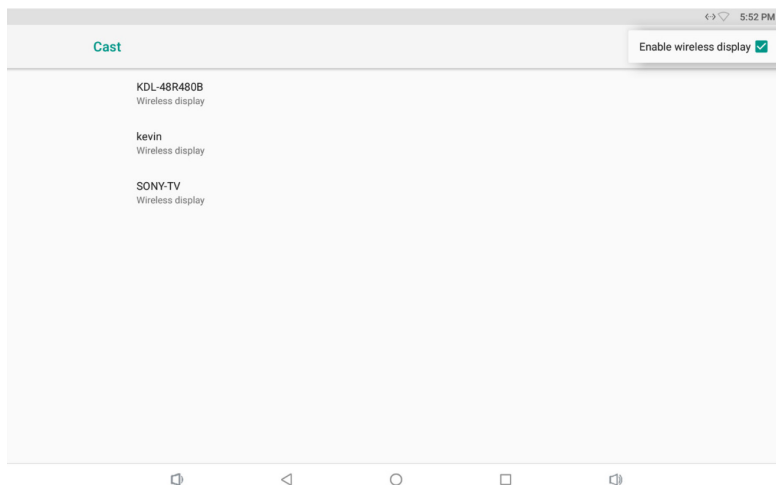 5:52 PM
Cast
Enable wireless display
KDL-48R480B
Wireless display
kevin
Wireless display
SONY-TV
Wireless display